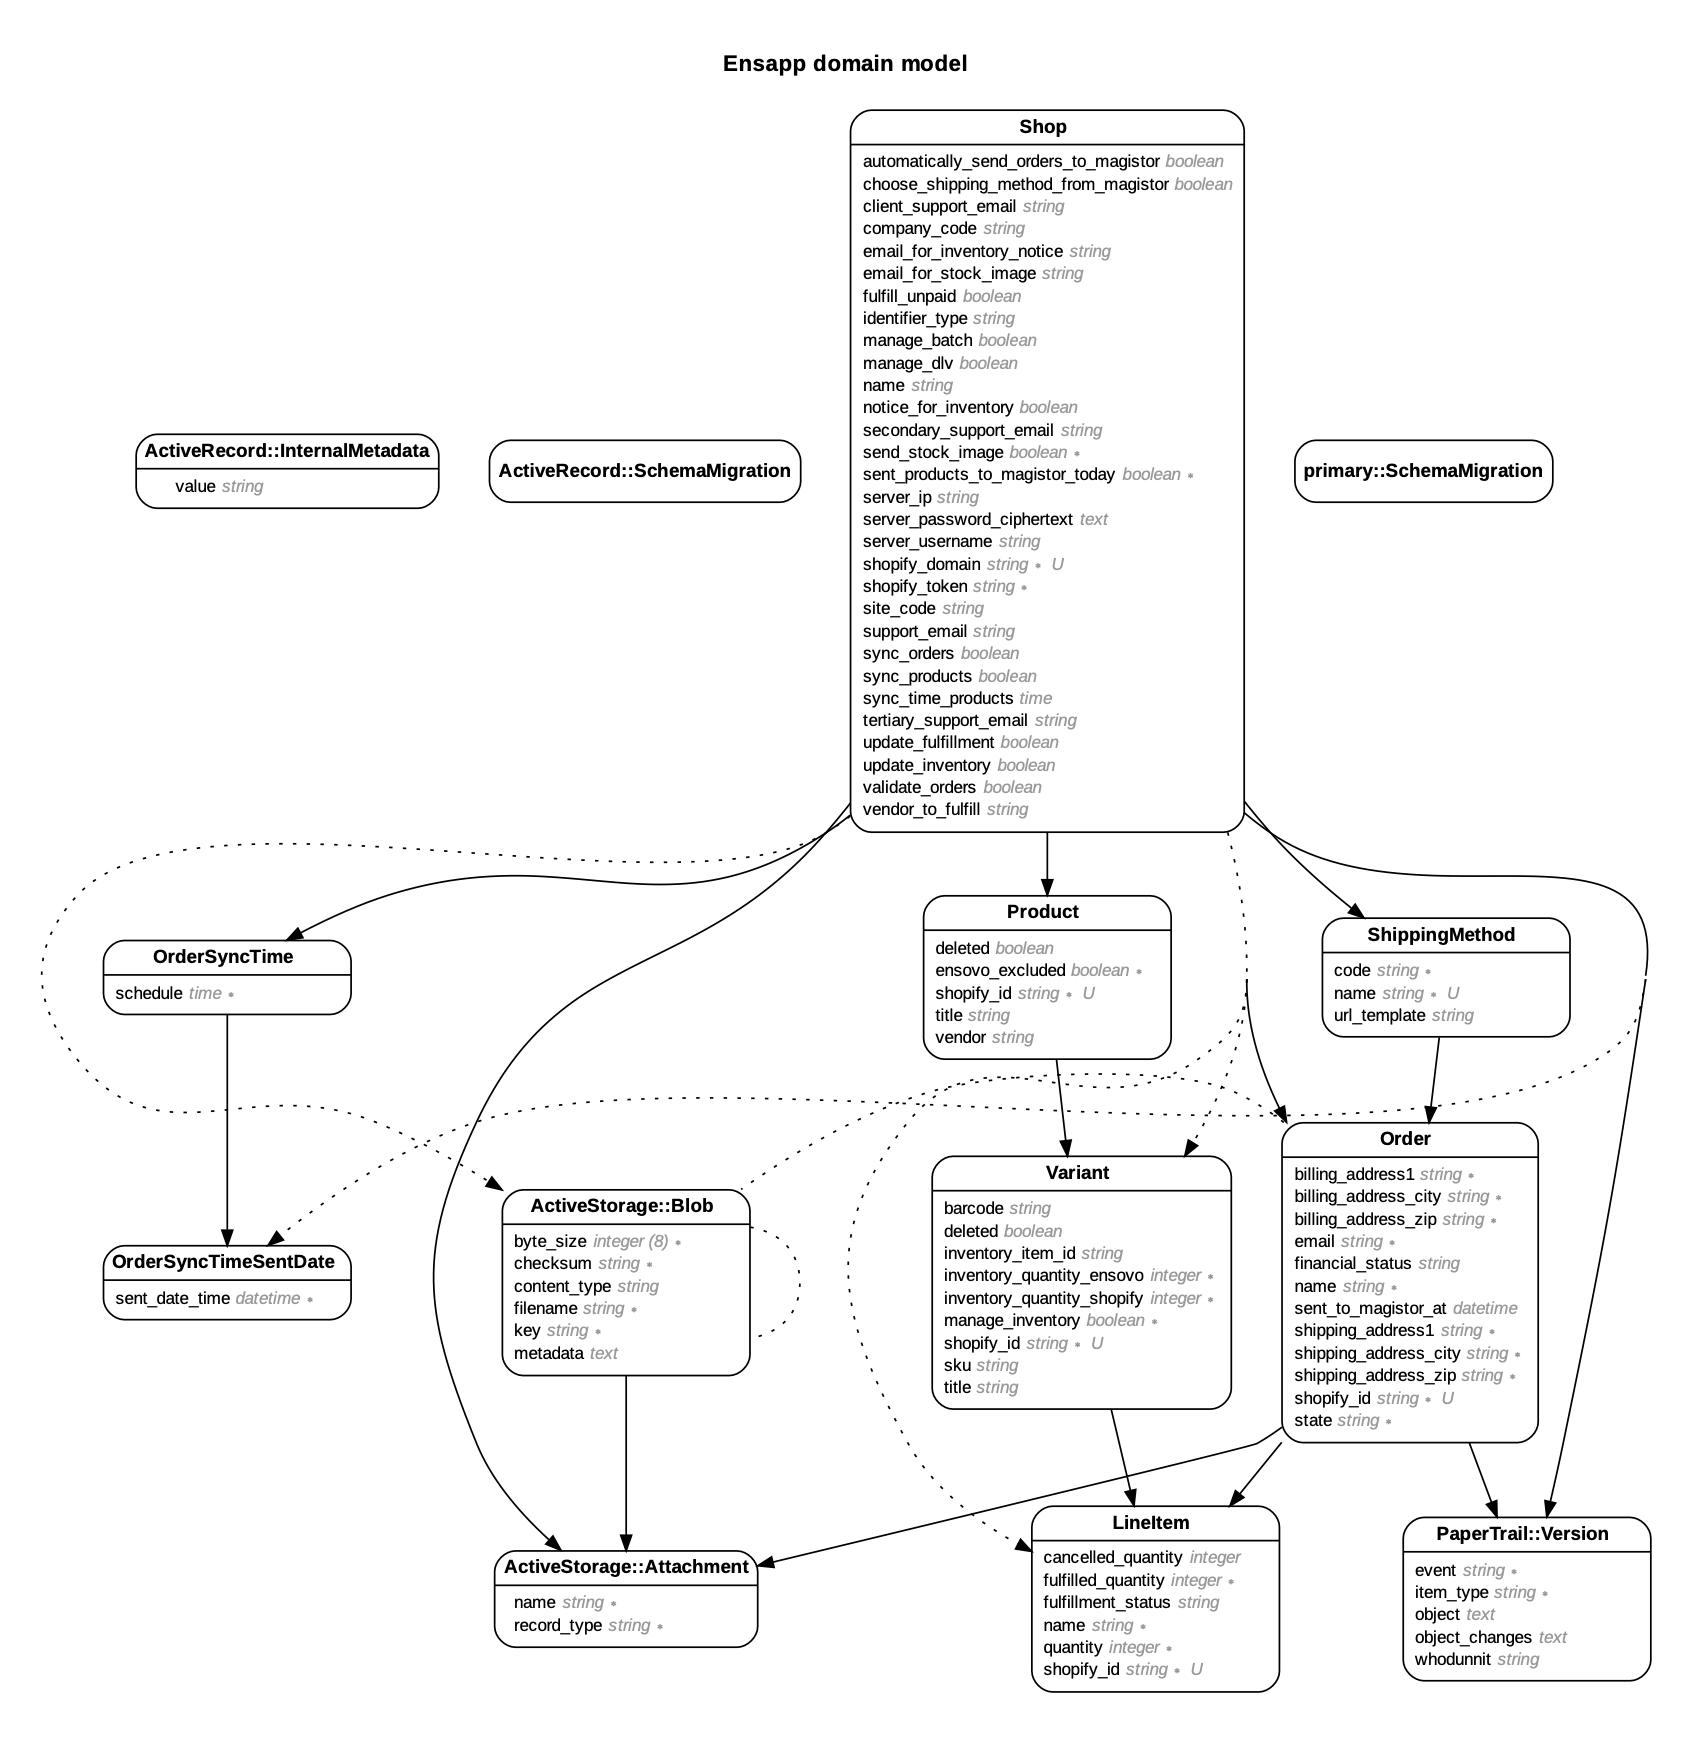 Ensapp domain model
Shop
automatically_send_orders_to_magistor boolean
choose_shipping_method_from_magistor boolean
client_support_email string
company_code string
email_for_inventory_notice string
email_for_stock_image string
fulfill_unpaid boolean
identifier_type string
manage_batch boolean
manage_dlv boolean
name string
notice_for_inventory boolean
secondary_support_email string
send_stock_image boolean *
sent_products_to_magistor_today boolean *
server_ip string
server_password_ciphertext text
server_username string
shopify_domain string * U
shopify_token string *
site_code string
support_email string
sync_orders boolean
sync_products boolean
sync_time_products time
tertiary_support_email string
update_fulfillment boolean
update_inventory boolean
validate_orders boolean
vendor_to_fulfill string
ActiveRecord::InternalMetadata
value string
ActiveRecord::SchemaMigration
primary::SchemaMigration
OrderSyncTime
schedule time *
Product
deleted boolean
ensovo_excluded boolean *
shopify_id string * U
title string
vendor string
ShippingMethod
code string *
name string * U
url_template string
OrderSyncTimeSentDate
sent_date_time datetime *
ActiveStorage::Blob
byte_size integer (8) *
checksum string *
content_type string
filename string *
key string *
metadata text
Variant
barcode string
deleted boolean
inventory_item_id string
inventory_quantity_ensovo integer *
inventory_quantity_shopify integer *
manage_inventory boolean *
shopify_id string * U
sku string
title string
Order
billing_address1 string *
billing_address_city string *
billing_address_zip string *
email string *
financial_status string
name string *
sent_to_magistor_at datetime
shipping_address1 string *
shipping_address_city string *
shipping_address_zip string *
shopify_id string * U
state string *
ActiveStorage::Attachment
name string *
record_type string *
LineItem
cancelled_quantity integer
fulfilled_quantity integer *
fulfillment_status string
name string *
quantity integer *
shopify_id string * U
PaperTrail::Version
event string *
item_type string *
object text
object_changes text
whodunnit string